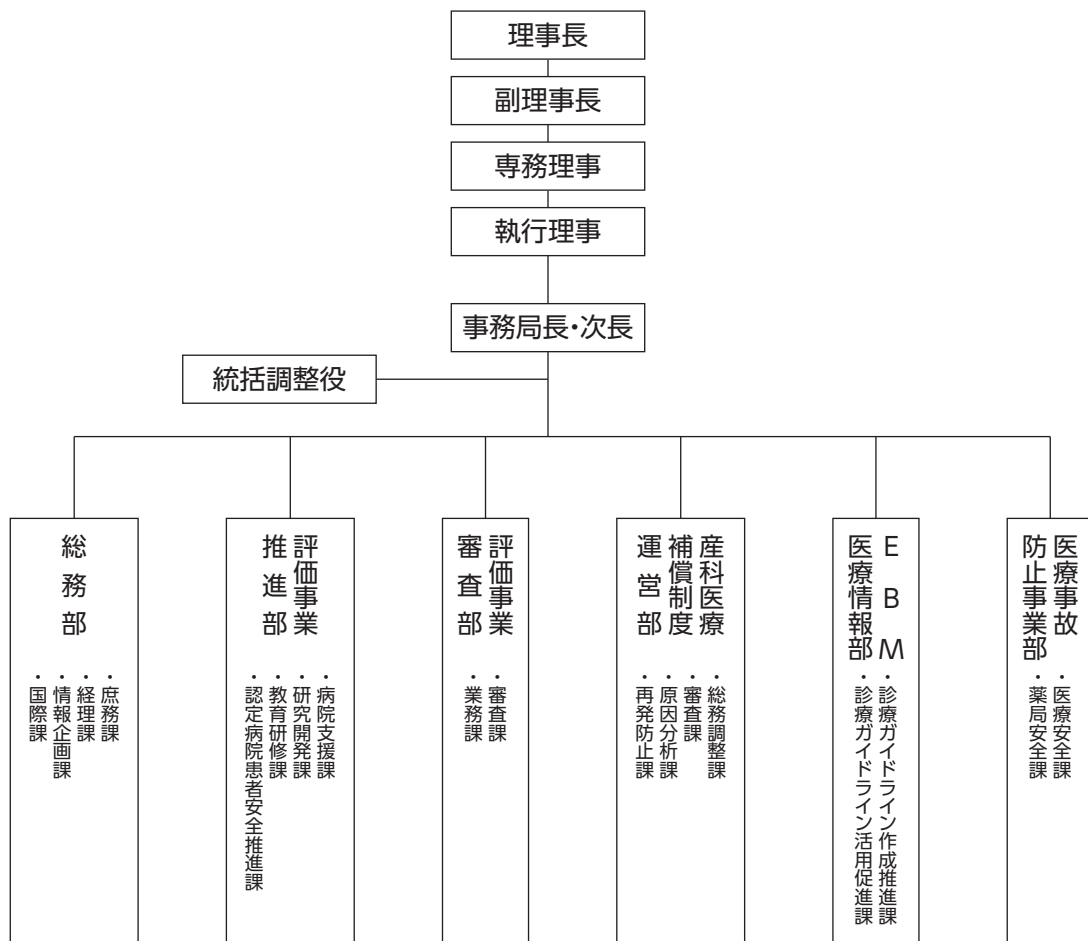 理事長
副理事長
専務理事
執行理事
事務局長・次長
統括調整役
総務部
・庶務課
・経理課
・情報企画課
・国際課
評価事業
推進部
・病院支援課
・研究開発課
・教育研修課
・認定病院患者安全推進課
評価事業
審査部
・審査課
・業務課
産科医療
補償制度
運営部
・総務調整課
・審査課
・原因分析課
・再発防止課
EBM
医療情報部
・診療ガイドライン作成推進課
・診療ガイドライン活用促進課
医療事故
防止事業部
・医療安全課
・薬局安全課